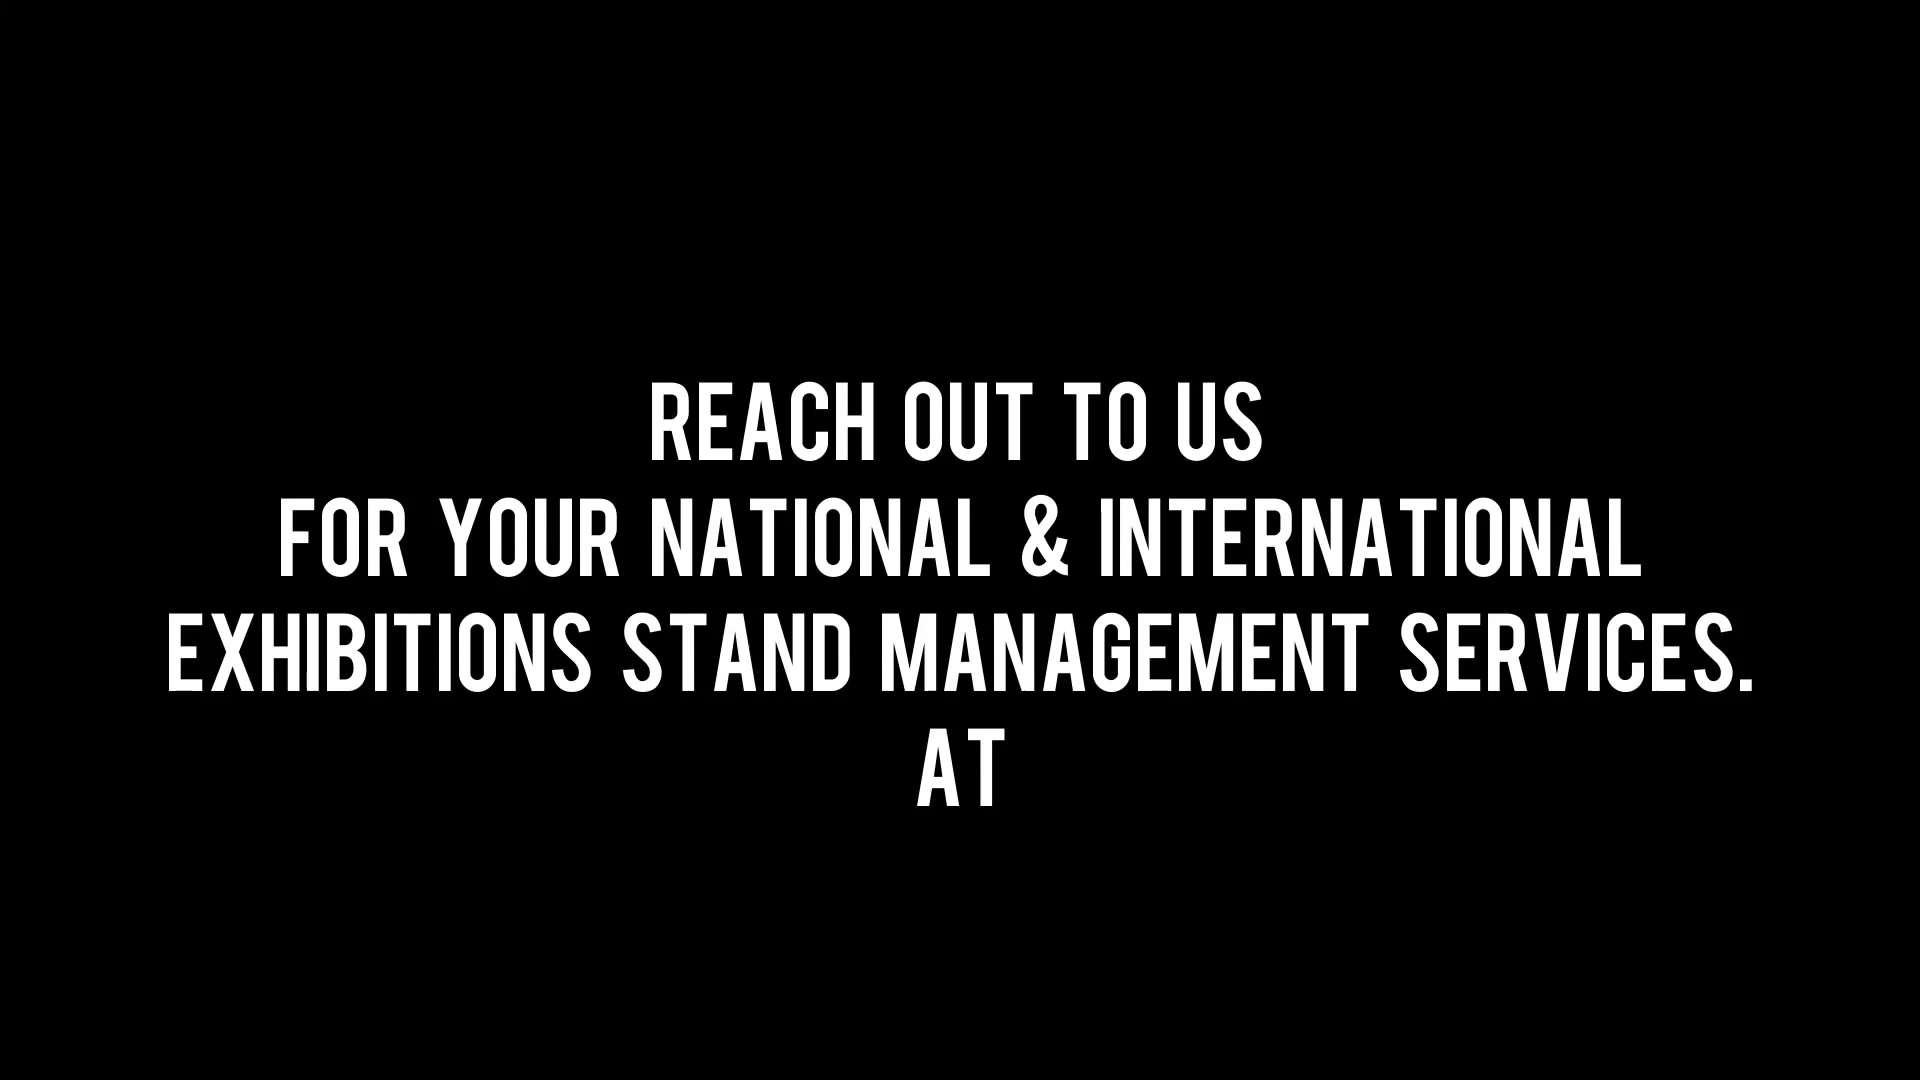 REACH OUT TO US
FOR YOUR NATIONAL & INTERNATIONAL
EXHIBITIONS STAND MANAGEMENT SERVICES.
AT